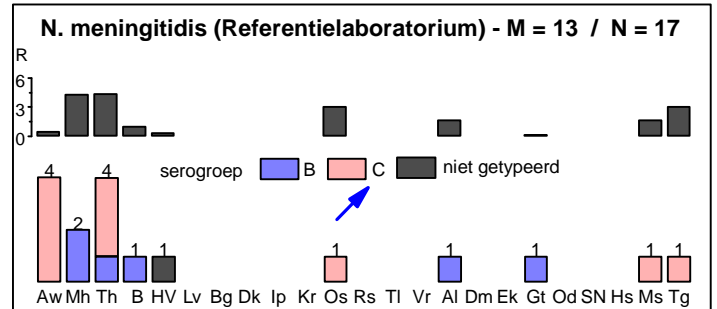 N. meningitidis (Referentielaboratorium) - M = 13 / N = 17
R
6
3
0
serogroep B C niet getypeerd
4 2 4 1 1 1 1 1 1 1
Aw Mh Th B HV Lv Bg Dk Ip Kr Os Rs Tl Vr Al Dm Ek Gt Od SN Hs Ms Tg